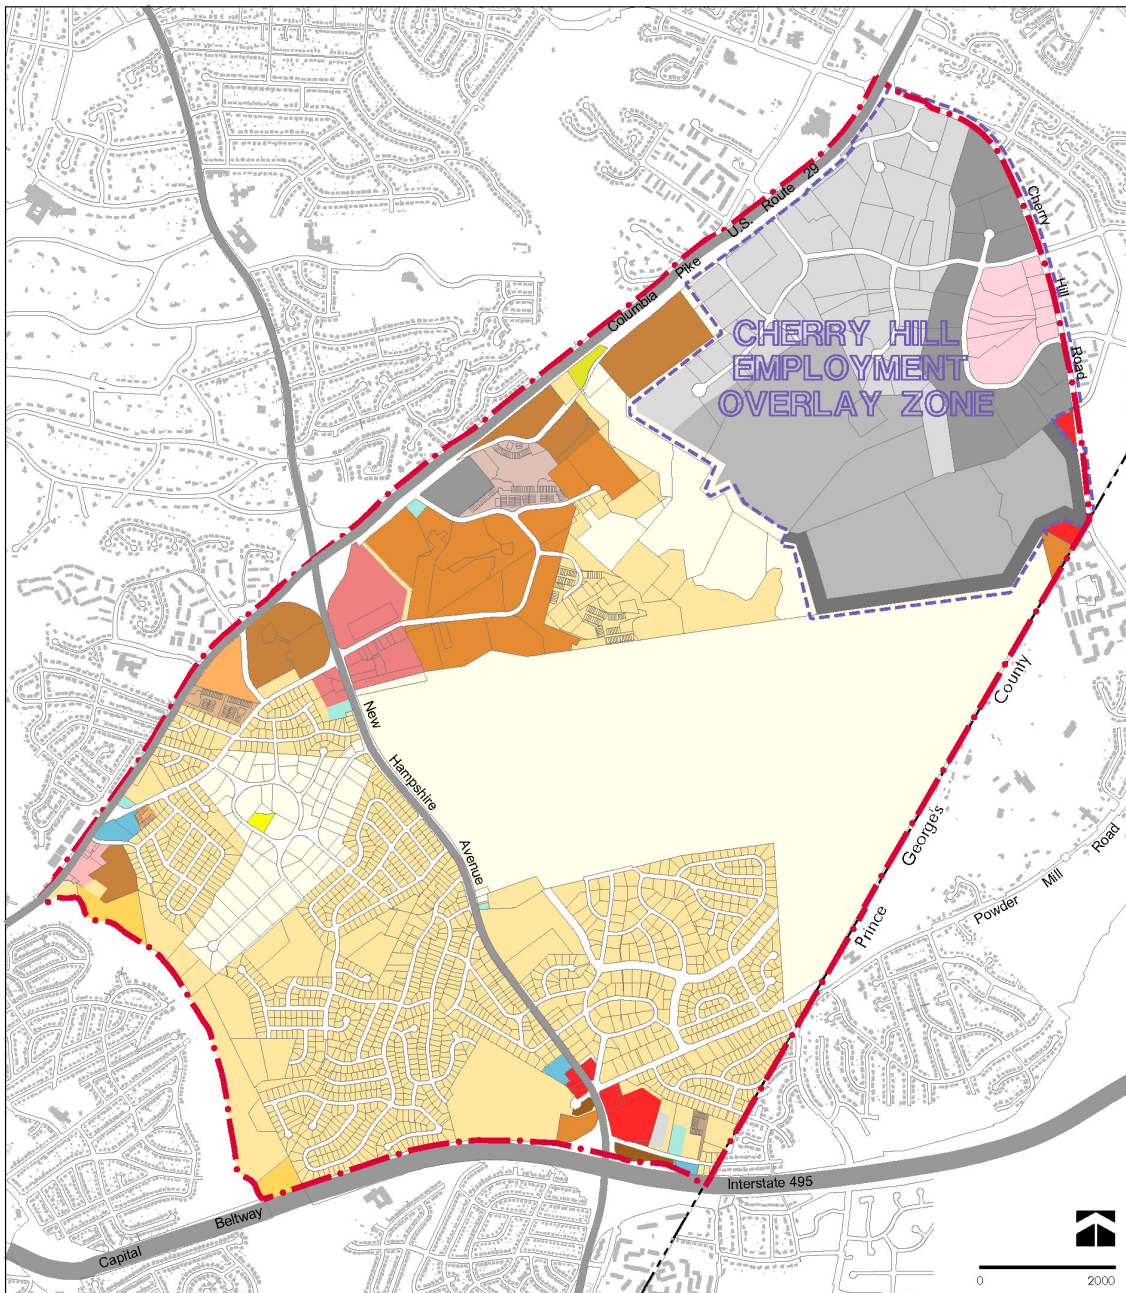 U.S. Route 29
Columbia Pike
Cherry Hill Road
CHERRY HILL
EMPLOYMENT
OVERLAY ZONE
New Hampshire Avenue
Prince George's County
Powder Mill Road
Interstate 495
Capital Beltway
0 2000